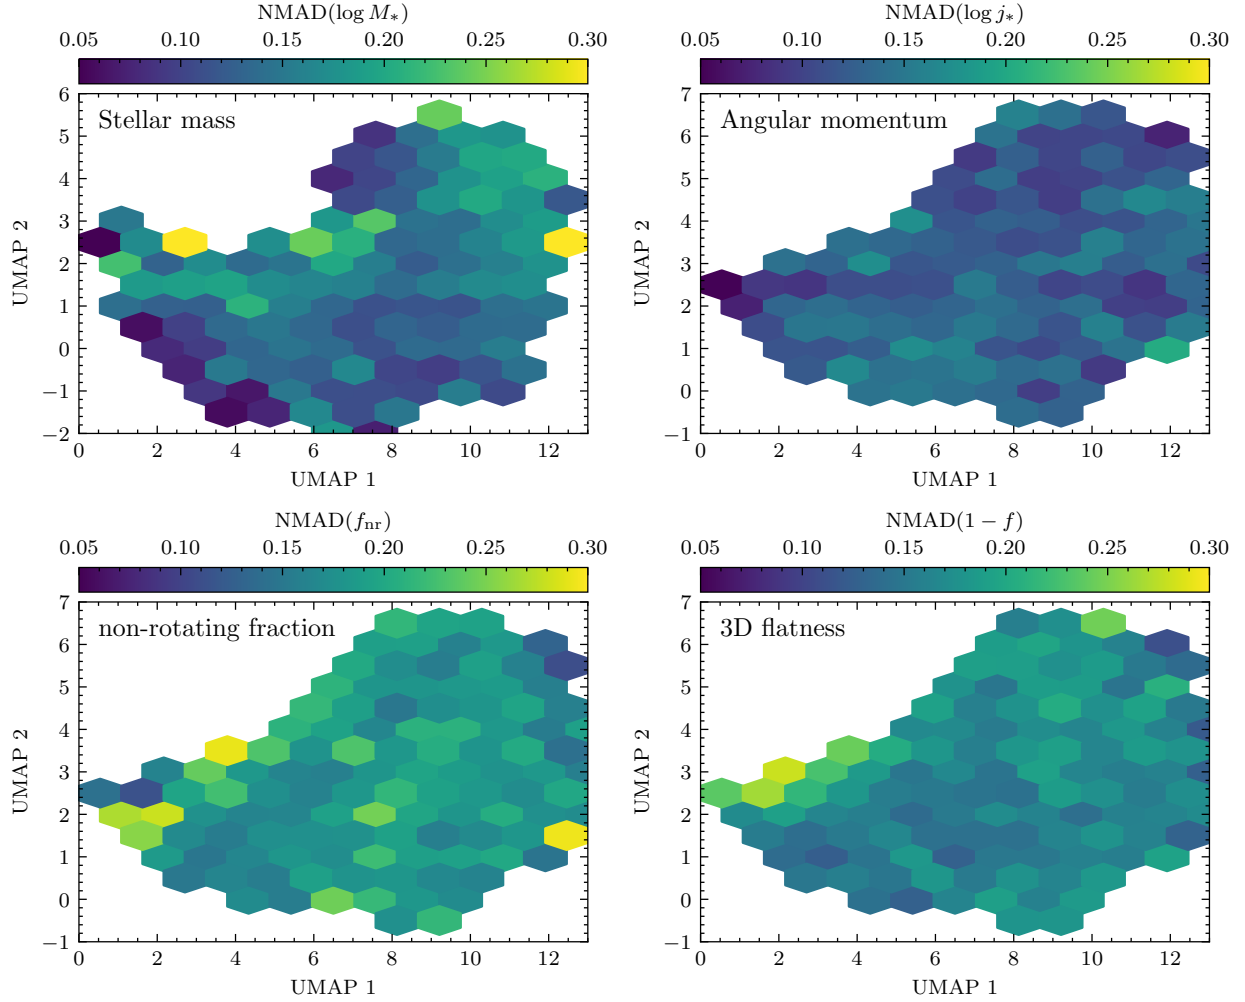 NMAD(log M*) NMAD(log j*)
0.05 0.10 0.15 0.20 0.25 0.30 0.05 0.10 0.15 0.20 0.25 0.30
Stellar mass Angular momentum
6 5 4 3 2 1 0 −1 −2 7 6 5 4 3 2 1 0 −1
UMAP 2 UMAP 2
0 2 4 6 8 10 12 0 2 4 6 8 10 12
UMAP 1 UMAP 1
NMAD(fnr) NMAD(1 − f)
0.05 0.10 0.15 0.20 0.25 0.30 0.05 0.10 0.15 0.20 0.25 0.30
non-rotating fraction 3D flatness
7 6 5 4 3 2 1 0 −1 7 6 5 4 3 2 1 0 −1
UMAP 2 UMAP 2
0 2 4 6 8 10 12 0 2 4 6 8 10 12
UMAP 1 UMAP 1